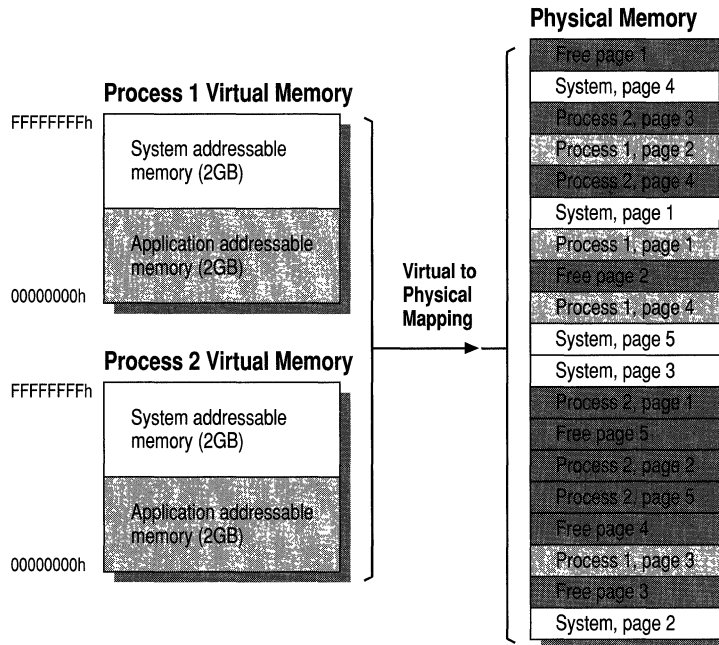 Process 1 Virtual Memory
FFFFFFFFh
System addressable
memory (2GB)
Application addressable
memory (2GB)
00000000h
Process 2 Virtual Memory
FFFFFFFFh
System addressable
memory (2GB)
Application addressable
memory (2GB)
00000000h
Virtual to
Physical
Mapping
Physical Memory
Free page 1
System, page 4
Process 2, page 3
Process 1, page 2
Process 2, page 4
System, page 1
Process 1, page 1
Free page 2
Process 1, page 4
System, page 5
System, page 3
Process 2, page 1
Free page 5
Process 2, page 2
Process 2, page 5
Free page 4
Process 1, page 3
Free page 3
System, page 2